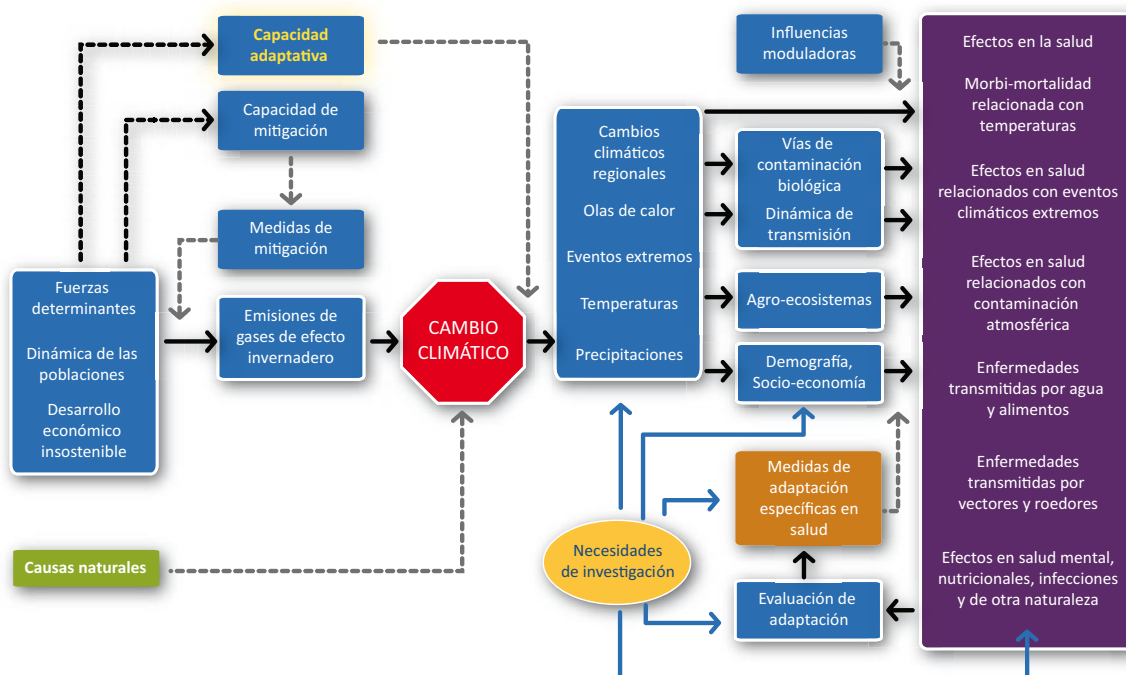 Capacidad
adaptativa
Capacidad de
mitigación
Medidas de
mitigación
Fuerzas
determinantes
Dinámica de las
poblaciones
Desarrollo
económico
insostenible
Emisiones de
gases de efecto
invernadero
CAMBIO
CLIMÁTICO
Causas naturales
Cambios
climáticos
regionales
Olas de calor
Eventos extremos
Temperaturas
Precipitaciones
Influencias
moduladoras
Vías de
contaminación
biológica
Dinámica de
transmisión
Agro-ecosistemas
Demografía,
Socio-economía
Medidas de
adaptación
específicas en
salud
Necesidades
de investigación
Evaluación de
adaptación
Efectos en la salud
Morbi-mortalidad
relacionada con
temperaturas
Efectos en salud
relacionados con eventos
climáticos extremos
Efectos en salud
relacionados con
contaminación
atmosférica
Enfermedades
transmitidas por agua
y alimentos
Enfermedades
transmitidas por
vectores y roedores
Efectos en salud mental,
nutricionales, infecciones
y de otra naturaleza